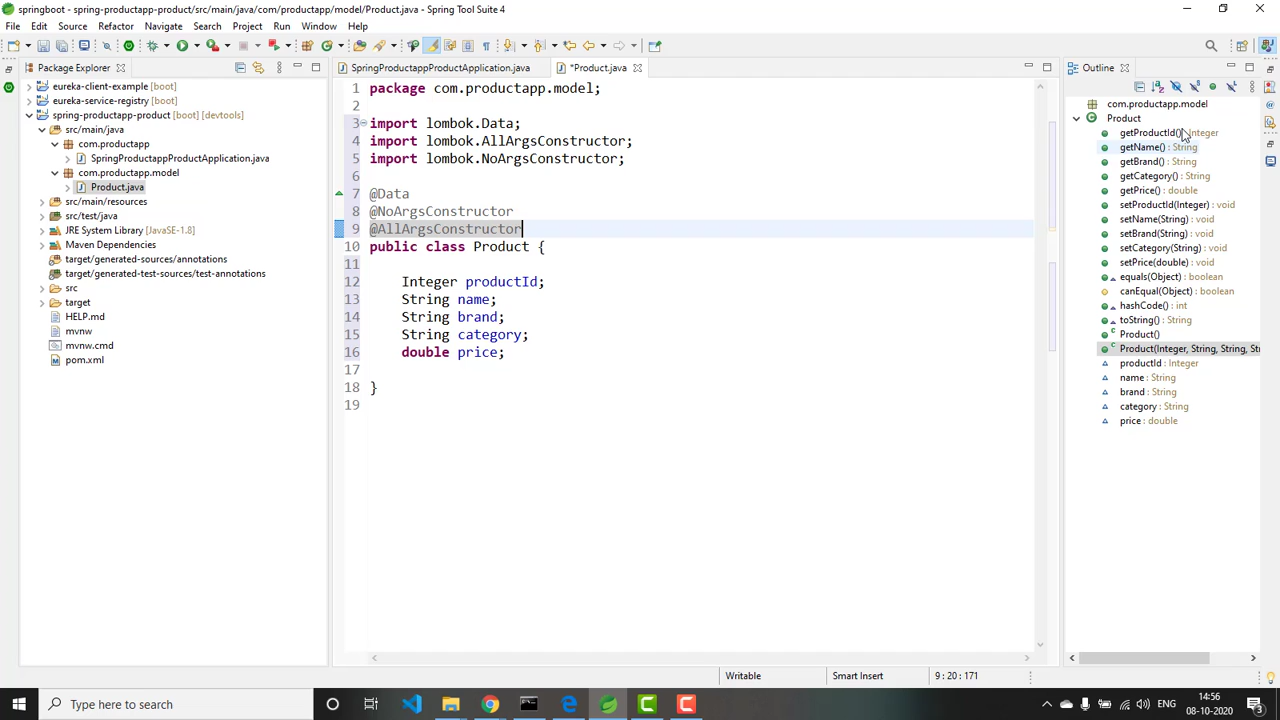 springboot - spring-productapp-product/src/main/java/com/productapp/model/Product.java - Spring Tool Suite 4
File Edit Source Refactor Navigate Search Project Run Window Help
Package Explorer
eureka-client-example [boot]
eureka-service-registry [boot]
spring-productapp-product [boot] [devtools]
src/main/java
com.productapp
SpringProductappProductApplication.java
com.productapp.model
Product.java
src/main/resources
src/test/java
JRE System Library [JavaSE-1.8]
Maven Dependencies
target/generated-sources/annotations
target/generated-test-sources/test-annotations
src
target
HELP.md
mvnw
mvnw.cmd
pom.xml
SpringProductappProductApplication.java
*Product.java
1 package com.productapp.model;
2
3 import lombok.Data;
4 import lombok.AllArgsConstructor;
5 import lombok.NoArgsConstructor;
6
7 @Data
8 @NoArgsConstructor
9 @AllArgsConstructor
10 public class Product {
11
12 Integer productId;
13 String name;
14 String brand;
15 String category;
16 double price;
17
18 }
19
Outline
com.productapp.model
Product
getProductId() : Integer
getName() : String
getBrand() : String
getCategory() : String
getPrice() : double
setProductId(Integer) : void
setName(String) : void
setBrand(String) : void
setCategory(String) : void
setPrice(double) : void
equals(Object) : boolean
canEqual(Object) : boolean
hashCode() : int
toString() : String
Product()
Product(Integer, String, String, St
productId : Integer
name : String
brand : String
category : String
price : double
Writable Smart Insert 9 : 20 : 171
Type here to search
ENG
14:56
08-10-2020
3